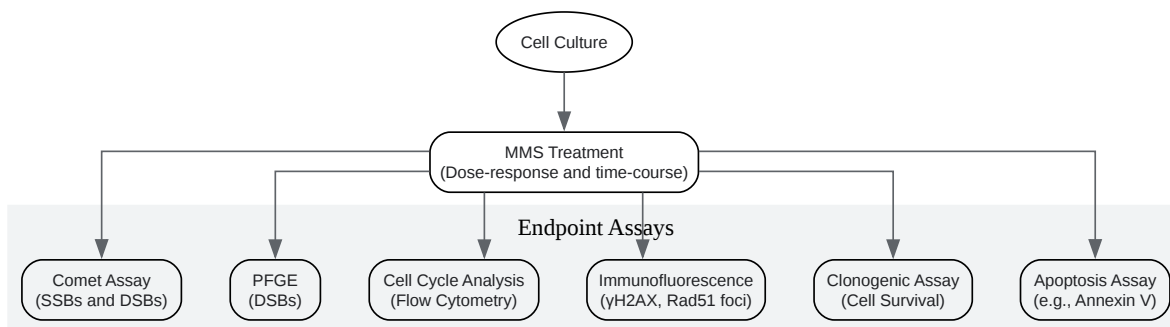 Cell Culture
MMS Treatment
(Dose-response and time-course)
Endpoint Assays
Comet Assay
(SSBs and DSBs)
PFGE
(DSBs)
Cell Cycle Analysis
(Flow Cytometry)
Immunofluorescence
(γH2AX, Rad51 foci)
Clonogenic Assay
(Cell Survival)
Apoptosis Assay
(e.g., Annexin V)